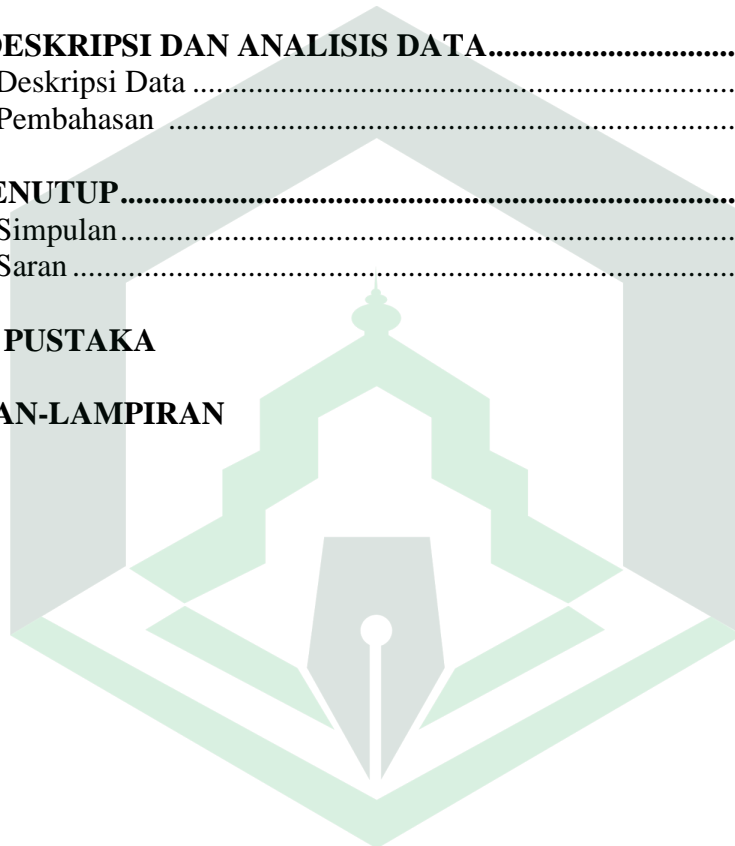 DESKRIPSI DAN ANALISIS DATA................................
Deskripsi Data ......................................................................
Pembahasan ........................................................................
ENUTUP..............................................................................
Simpulan..............................................................................
Saran ....................................................................................
PUSTAKA
AN-LAMPIRAN